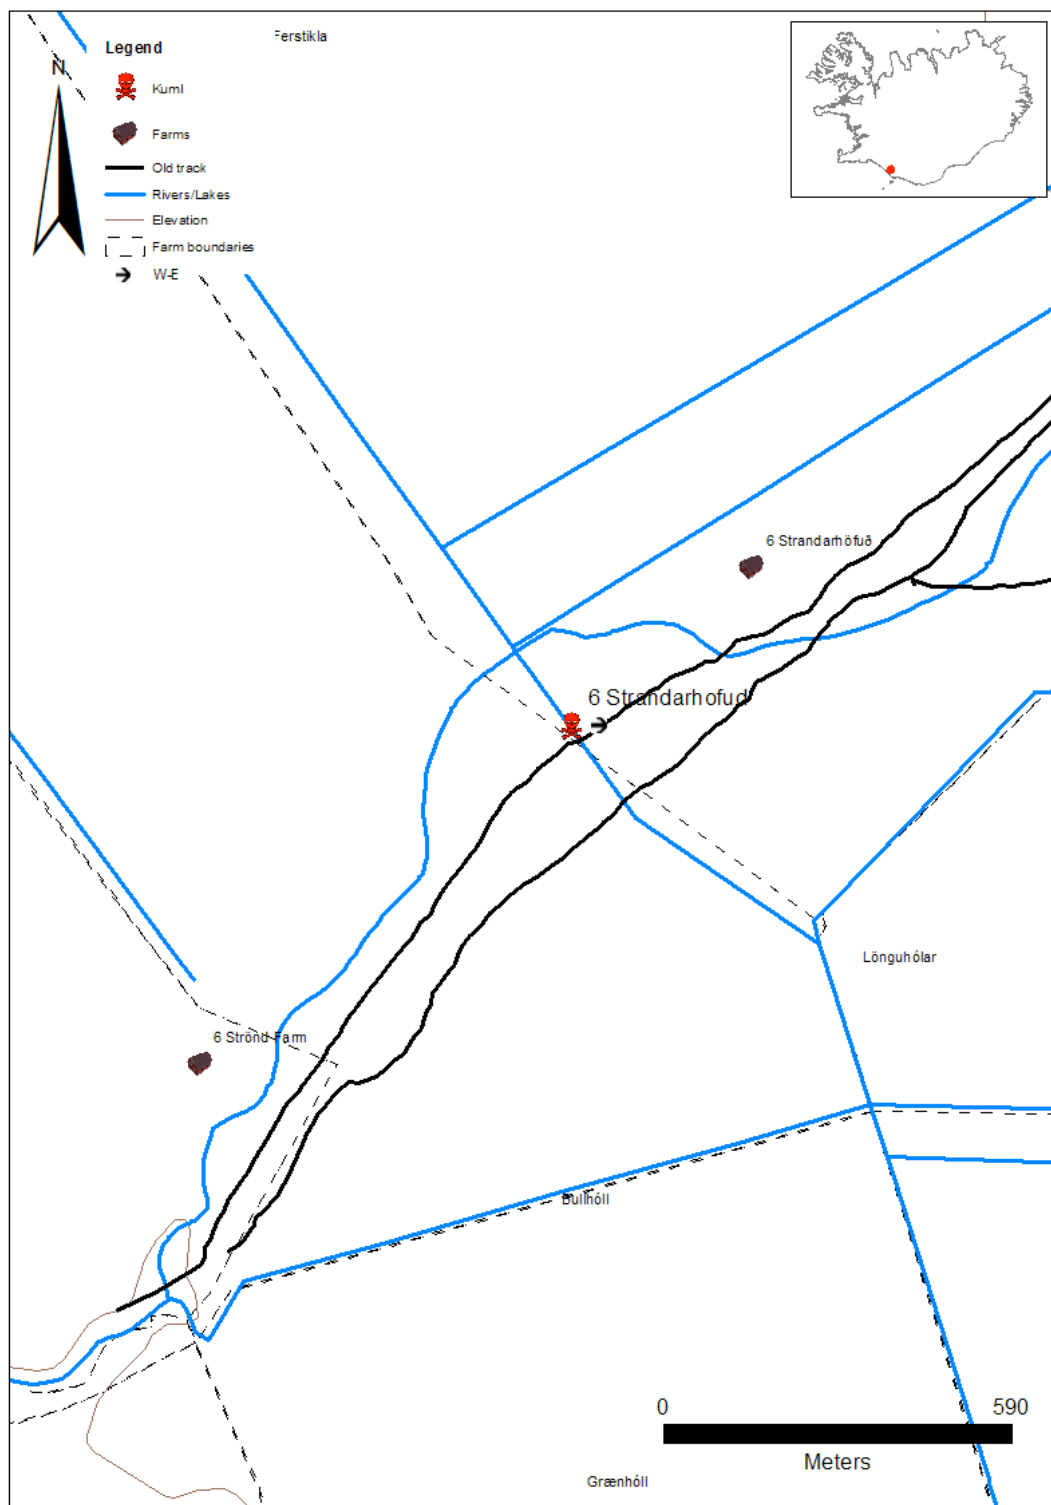 Ferstikla
Legend
N
Kuml
Farms
Old track
Rivers/Lakes
Elevation
Farm boundaries
W-E
6 Strandarhöfuð
6 Strandarhofud
Lönguhólar
6 Strönd Farm
Bullhóll
0 590
Meters
Grænhóll